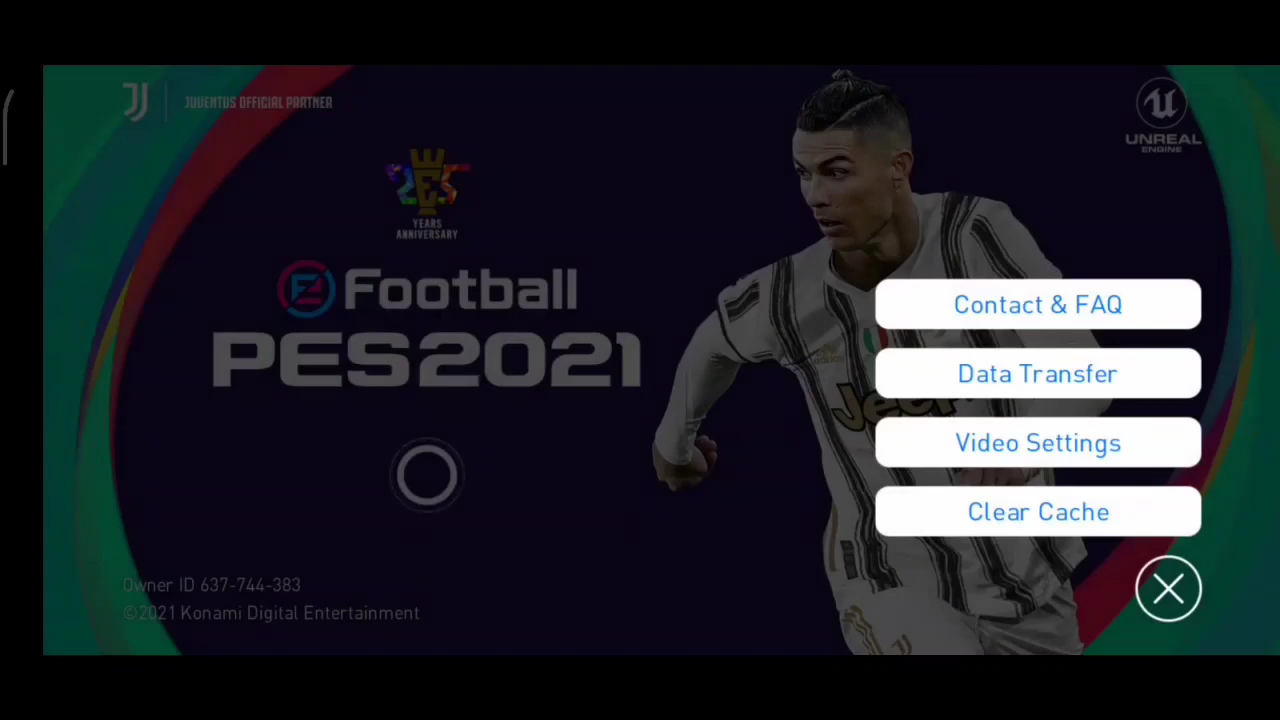 JUVENTUS OFFICIAL PARTNER
UNREAL
ENGINE
25
YEARS
ANNIVERSARY
eFootball
PES2021
Jeep
Contact & FAQ
Data Transfer
Video Settings
Clear Cache
Owner ID 637-744-383
©2021 Konami Digital Entertainment